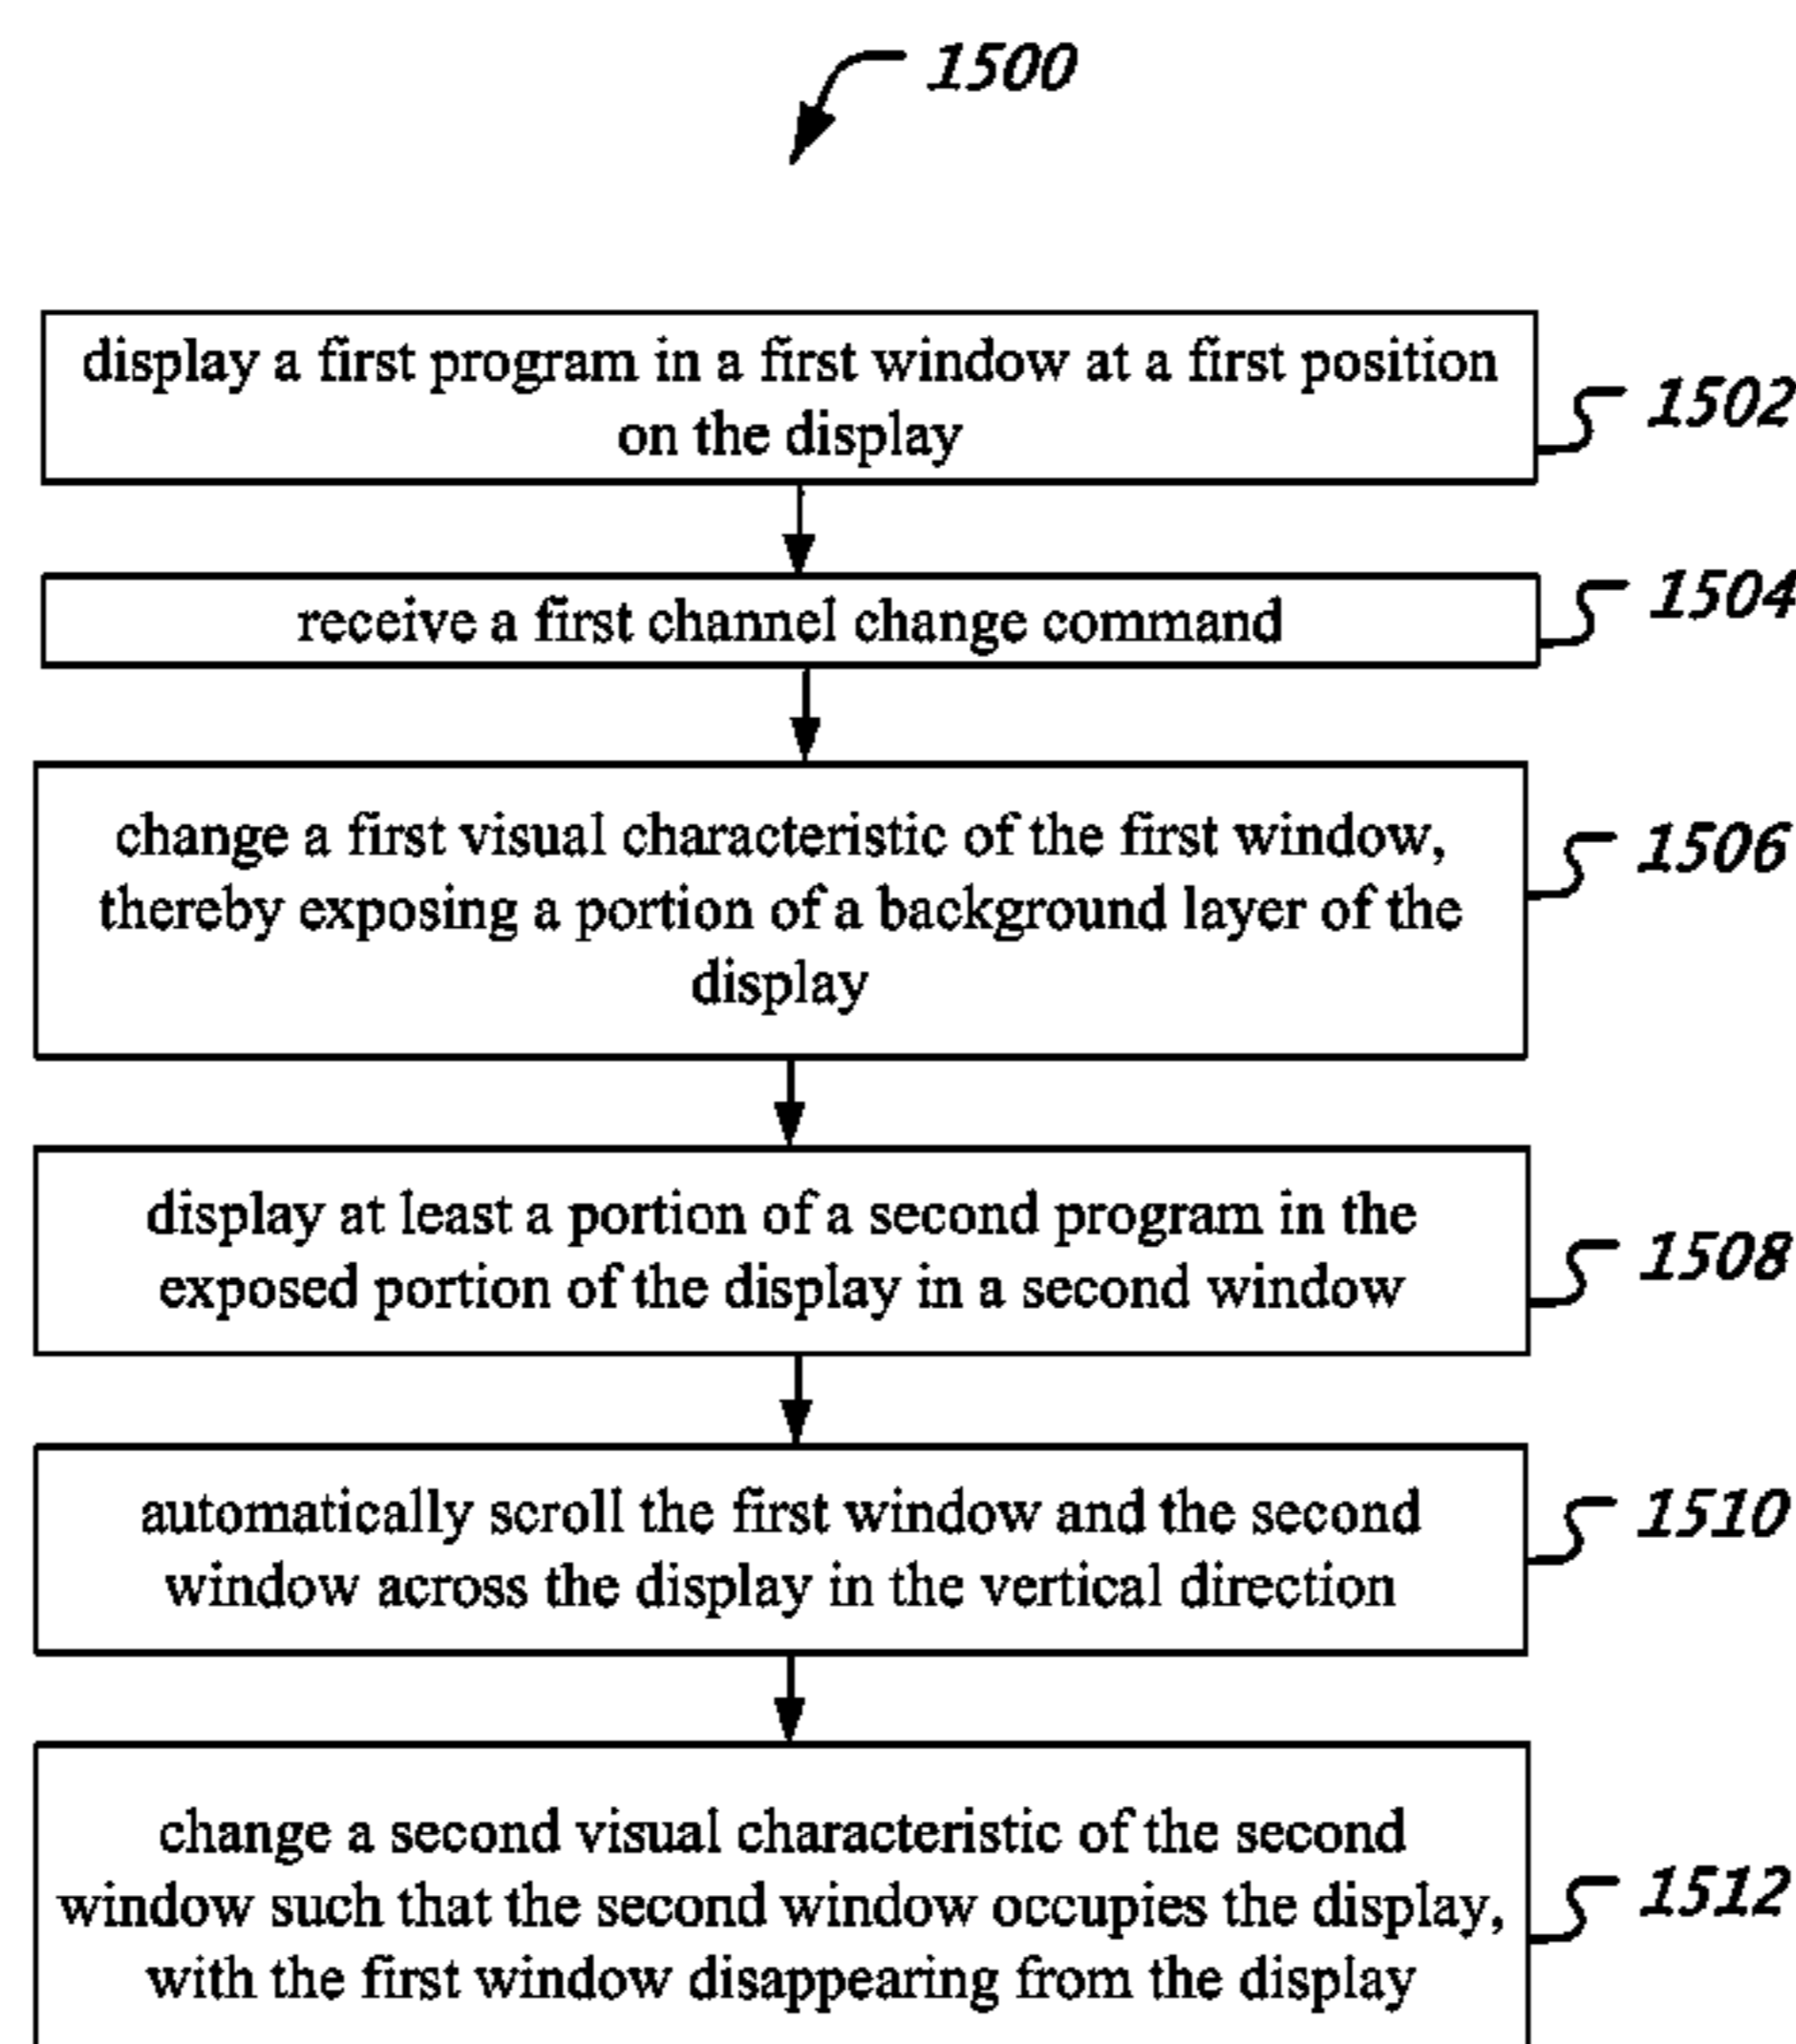 1500
display a first program in a first window at a first position
on the display
1502
receive a first channel change command
1504
change a first visual characteristic of the first window,
thereby exposing a portion of a background layer of the
display
1506
display at least a portion of a second program in the
exposed portion of the display in a second window
1508
automatically scroll the first window and the second
window across the display in the vertical direction
1510
change a second visual characteristic of the second
window such that the second window occupies the display,
with the first window disappearing from the display
1512